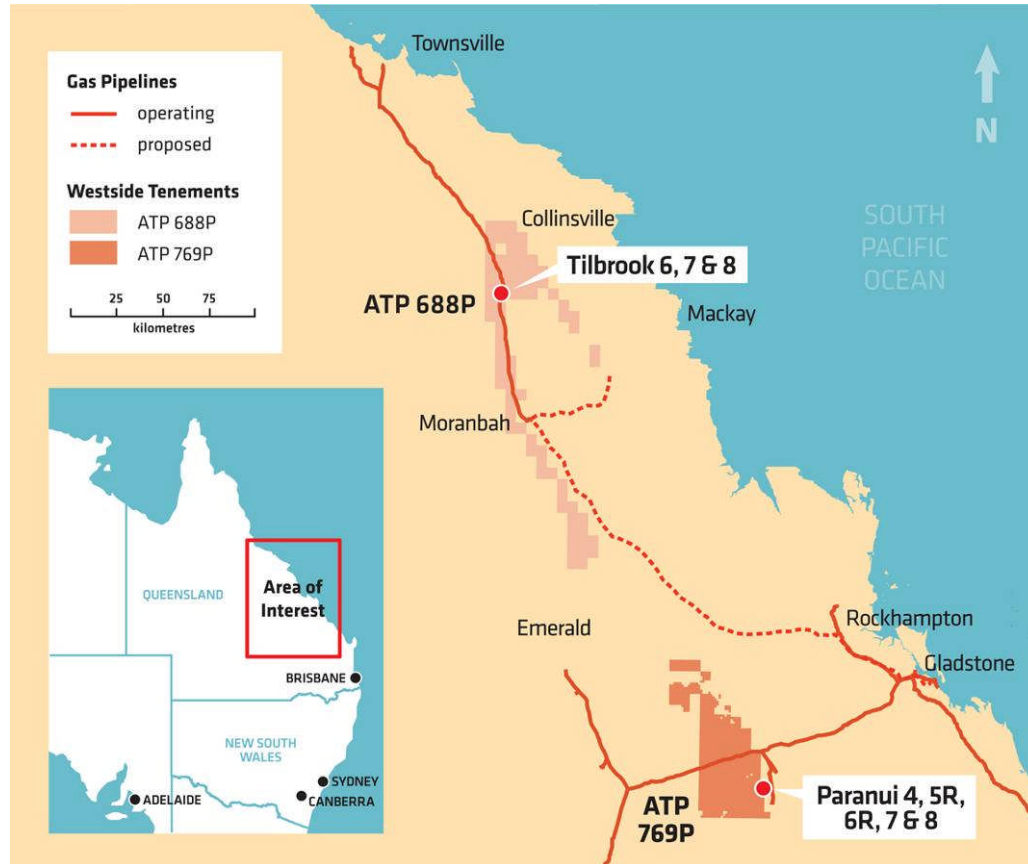 Gas Pipelines
operating
proposed
Westside Tenements
ATP 688P
ATP 769P
25 50 75
kilometres
Townsville
N
Collinsville
SOUTH
PACIFIC
OCEAN
Tilbrook 6, 7 & 8
ATP 688P
Mackay
Moranbah
Emerald
Rockhampton
Gladstone
Paranui 4, 5R,
6R, 7 & 8
ATP
769P
QUEENSLAND
Area of
Interest
BRISBANE
NEW SOUTH
WALES
SYDNEY
CANBERRA
ADELAIDE